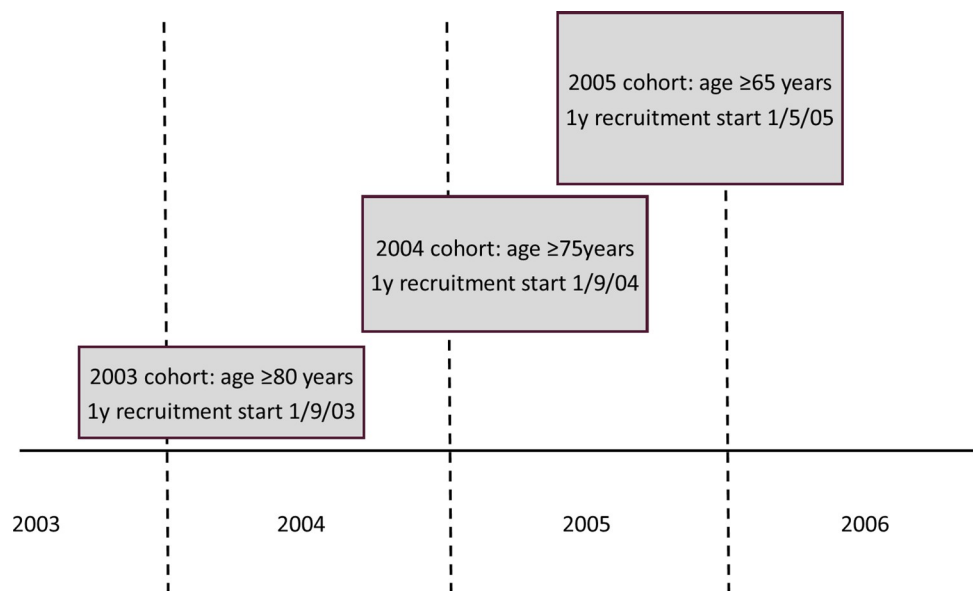 2005 cohort: age ≥65 years
1y recruitment start 1/5/05
2004 cohort: age ≥75years
1y recruitment start 1/9/04
2003 cohort: age ≥80 years
1y recruitment start 1/9/03
2003
2004
2005
2006